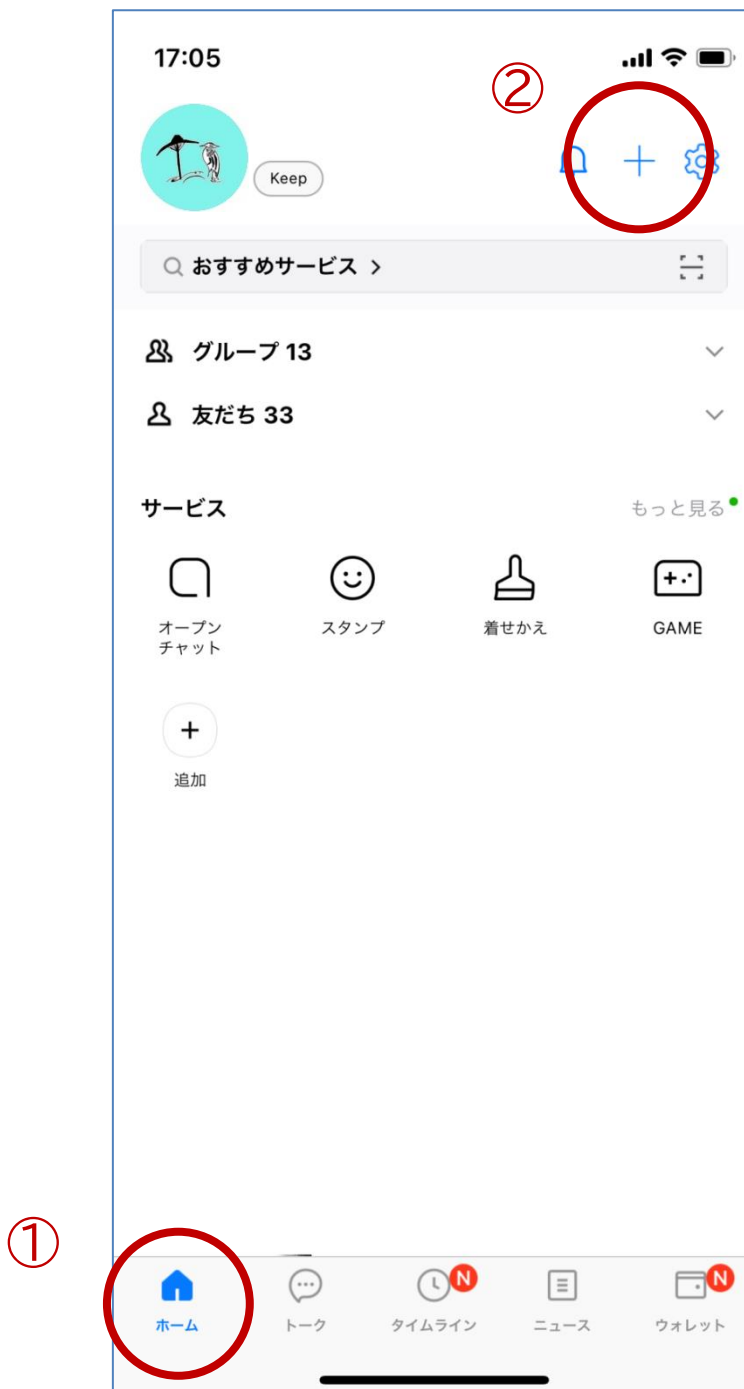 17:05
②
Keep
おすすめサービス >
グループ 13
友だち 33
サービス
もっと見る
オープン
チャット
スタンプ
着せかえ
GAME
追加
①
N
N
ホーム
トーク
タイムライン
ニュース
ウォレット